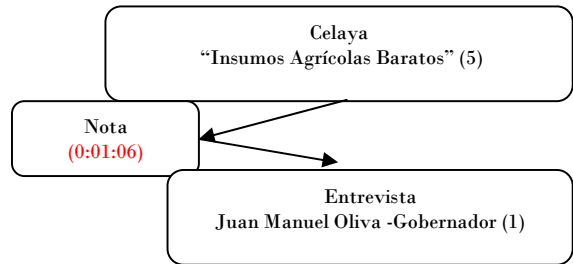 Celaya
“Insumos Agrícolas Baratos” (5)
Nota
(0:01:06)
Entrevista
Juan Manuel Oliva -Gobernador (1)